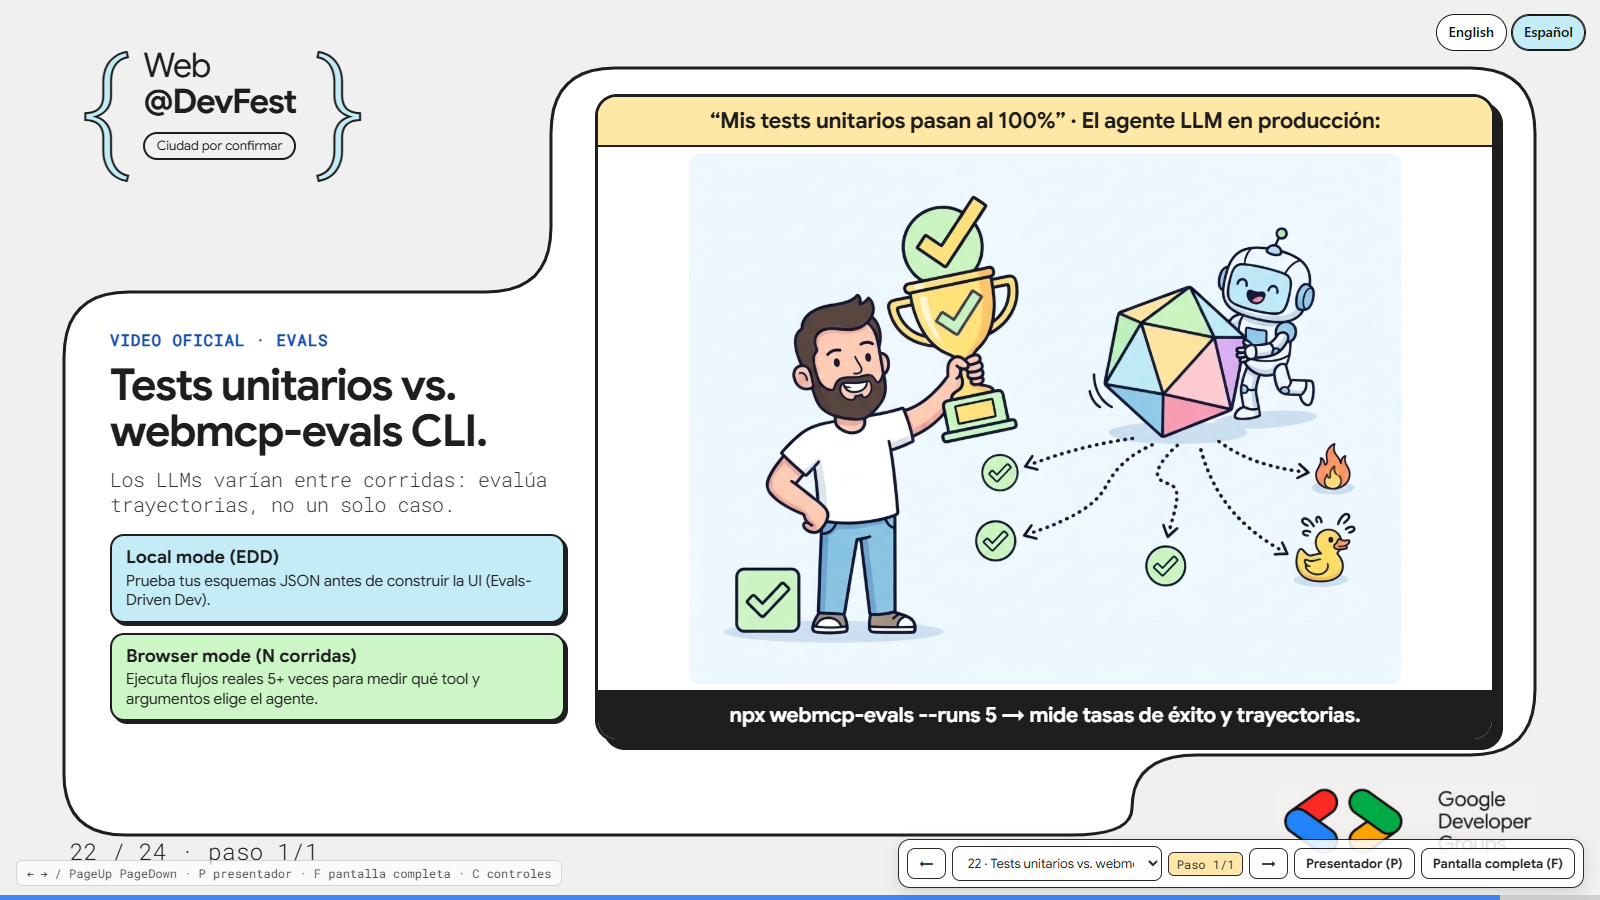 English
Español
Web
@DevFest
Ciudad por confirmar
“Mis tests unitarios pasan al 100%” · El agente LLM en producción:
VIDEO OFICIAL · EVALS
Tests unitarios vs.
webmcp-evals CLI.
Los LLMs varían entre corridas: evalúa
trayectorias, no un solo caso.
Local mode (EDD)
Prueba tus esquemas JSON antes de construir la UI (Evals-
Driven Dev).
Browser mode (N corridas)
Ejecuta flujos reales 5+ veces para medir qué tool y
argumentos elige el agente.
npx webmcp-evals --runs 5 → mide tasas de éxito y trayectorias.
Google
Developer
Groups
22 / 24 · paso 1/1
← → / PageUp PageDown · P presentador · F pantalla completa · C controles
←
22 · Tests unitarios vs. webm
Paso 1/1
→
Presentador (P)
Pantalla completa (F)